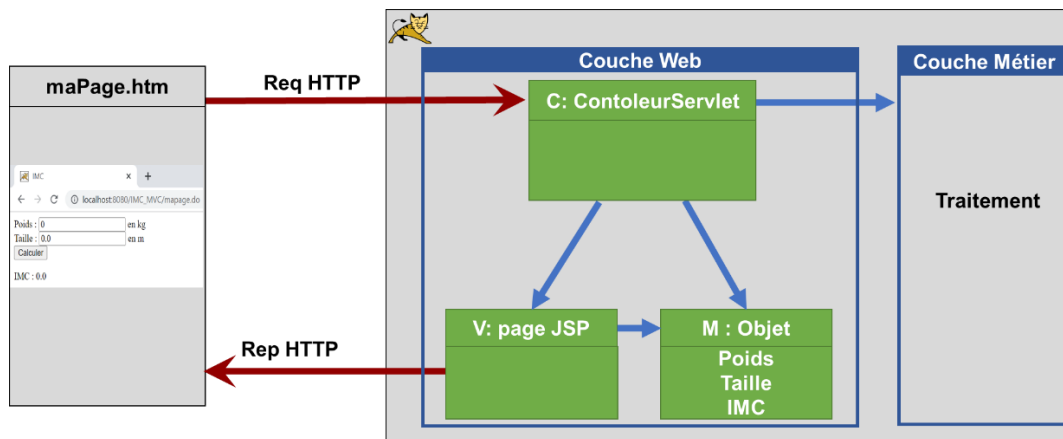 maPage.htm
IMC x +
localhost:8080/IMC_MVC/mapage.do
Poids : 0 en kg
Taille : 0.0 en m
Calculer
IMC : 0.0
Req HTTP
Rep HTTP
Couche Web
C: ContoleurServlet
V: page JSP
M : Objet
Poids
Taille
IMC
Couche Métier
Traitement